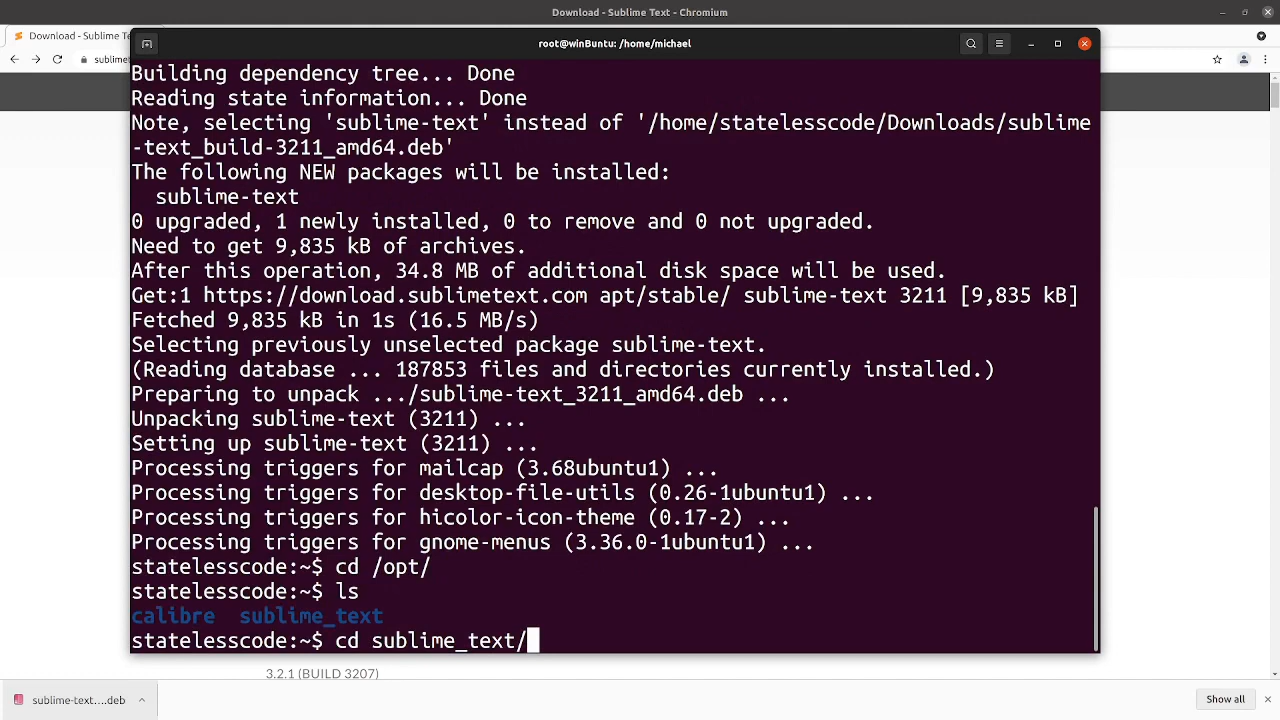 Download - Sublime Text - Chromium
Download - Sublime Te
sublimet
root@winBuntu: /home/michael
Building dependency tree... Done
Reading state information... Done
Note, selecting 'sublime-text' instead of '/home/statelesscode/Downloads/sublime
-text_build-3211_amd64.deb'
The following NEW packages will be installed:
sublime-text
0 upgraded, 1 newly installed, 0 to remove and 0 not upgraded.
Need to get 9,835 kB of archives.
After this operation, 34.8 MB of additional disk space will be used.
Get:1 https://download.sublimetext.com apt/stable/ sublime-text 3211 [9,835 kB]
Fetched 9,835 kB in 1s (16.5 MB/s)
Selecting previously unselected package sublime-text.
(Reading database ... 187853 files and directories currently installed.)
Preparing to unpack .../sublime-text_3211_amd64.deb ...
Unpacking sublime-text (3211) ...
Setting up sublime-text (3211) ...
Processing triggers for mailcap (3.68ubuntu1) ...
Processing triggers for desktop-file-utils (0.26-1ubuntu1) ...
Processing triggers for hicolor-icon-theme (0.17-2) ...
Processing triggers for gnome-menus (3.36.0-1ubuntu1) ...
statelesscode:~$ cd /opt/
statelesscode:~$ ls
calibre  sublime_text
statelesscode:~$ cd sublime_text/
3.2.1 (BUILD 3207)
sublime-text....deb
Show all